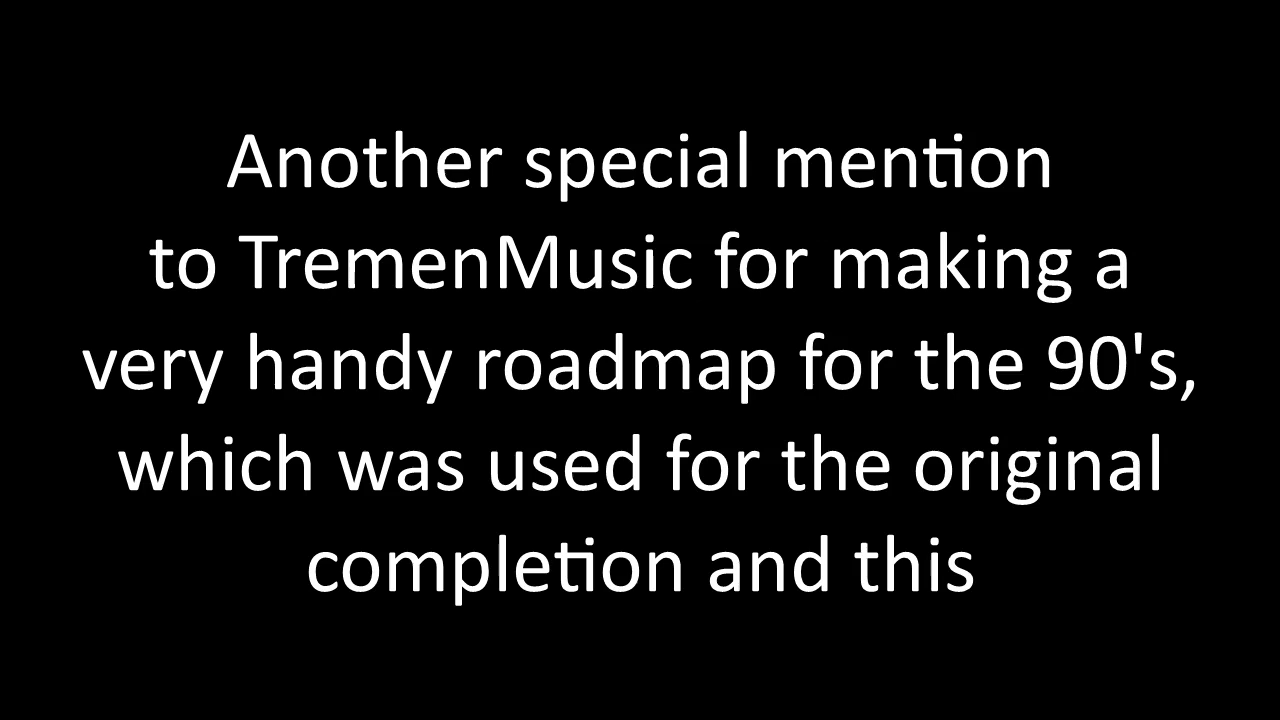 Another special mention
to TremenMusic for making a
very handy roadmap for the 90's,
which was used for the original
completion and this